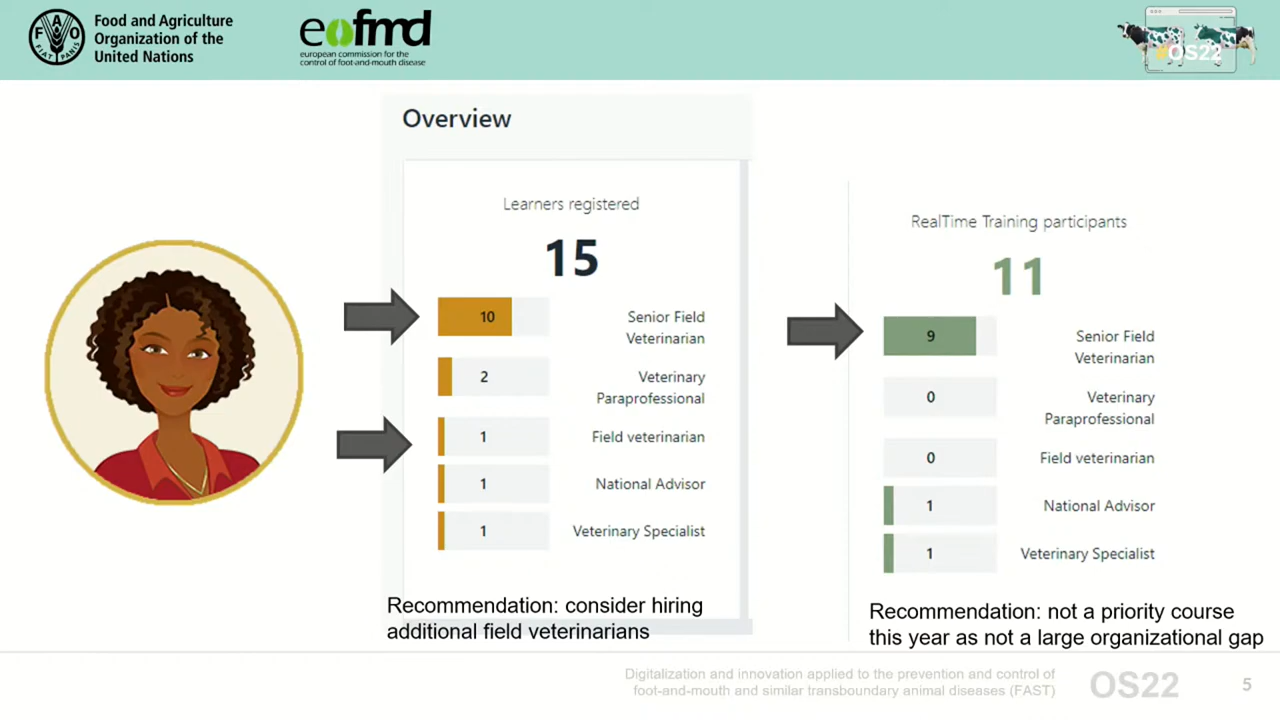 Food and Agriculture
Organization of the
United Nations
FAO
FIAT PANIS
eofmd
european commission for the
control of foot-and-mouth disease
#OS22
Overview
Learners registered
15
10 Senior Field
Veterinarian
2 Veterinary
Paraprofessional
1 Field veterinarian
1 National Advisor
1 Veterinary Specialist
Recommendation: consider hiring
additional field veterinarians
RealTime Training participants
11
9 Senior Field
Veterinarian
0 Veterinary
Paraprofessional
0 Field veterinarian
1 National Advisor
1 Veterinary Specialist
Recommendation: not a priority course
this year as not a large organizational gap
Digitalization and innovation applied to the prevention and control of
foot-and-mouth and similar transboundary animal diseases (FAST)
OS22
5